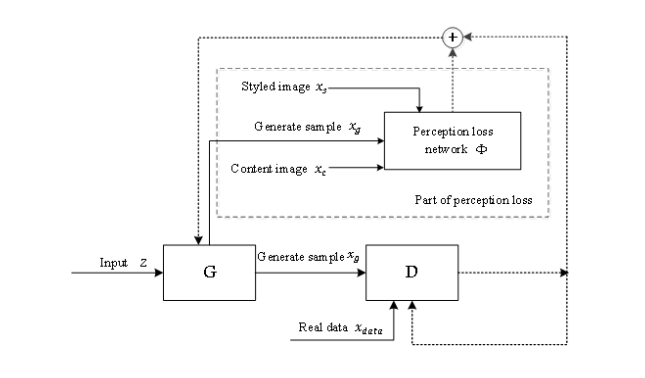 +
Styled image x_s
Generate sample x_g
Perception loss
network Φ
Content image x_c
Part of perception loss
Input Z
G
Generate sample x_g
D
Real data x_data